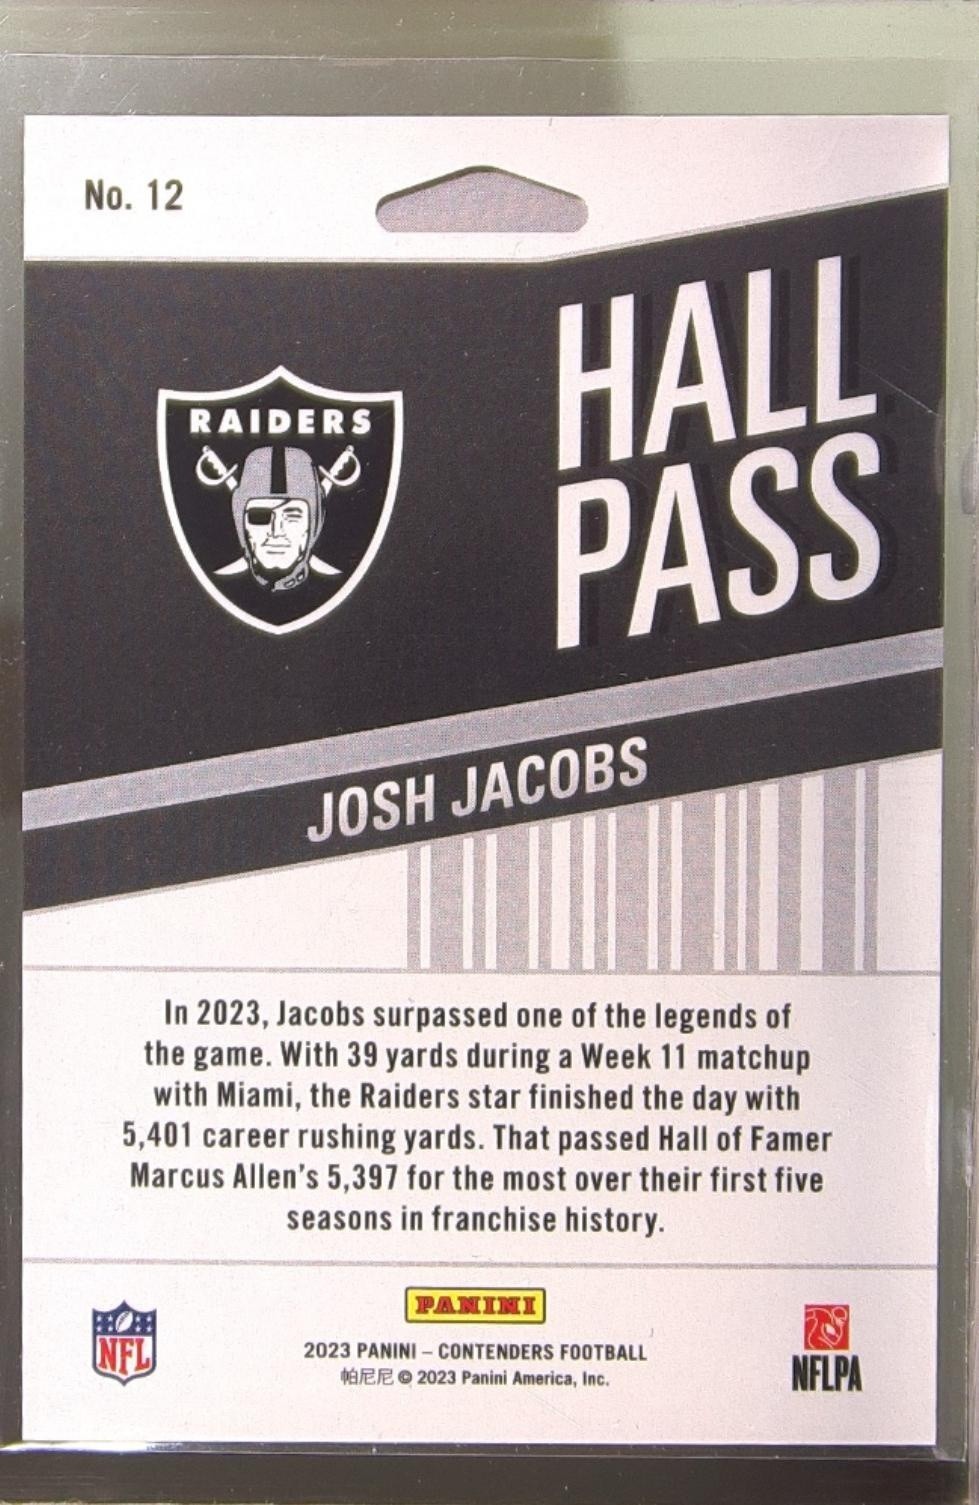 No. 12
HALL
PASS
RAIDERS
JOSH JACOBS
In 2023, Jacobs surpassed one of the legends of
the game. With 39 yards during a Week 11 matchup
with Miami, the Raiders star finished the day with
5,401 career rushing yards. That passed Hall of Famer
Marcus Allen's 5,397 for the most over their first five
seasons in franchise history.
PANINI
NFL
2023 PANINI – CONTENDERS FOOTBALL
帕尼尼 © 2023 Panini America, Inc.
NFLPA